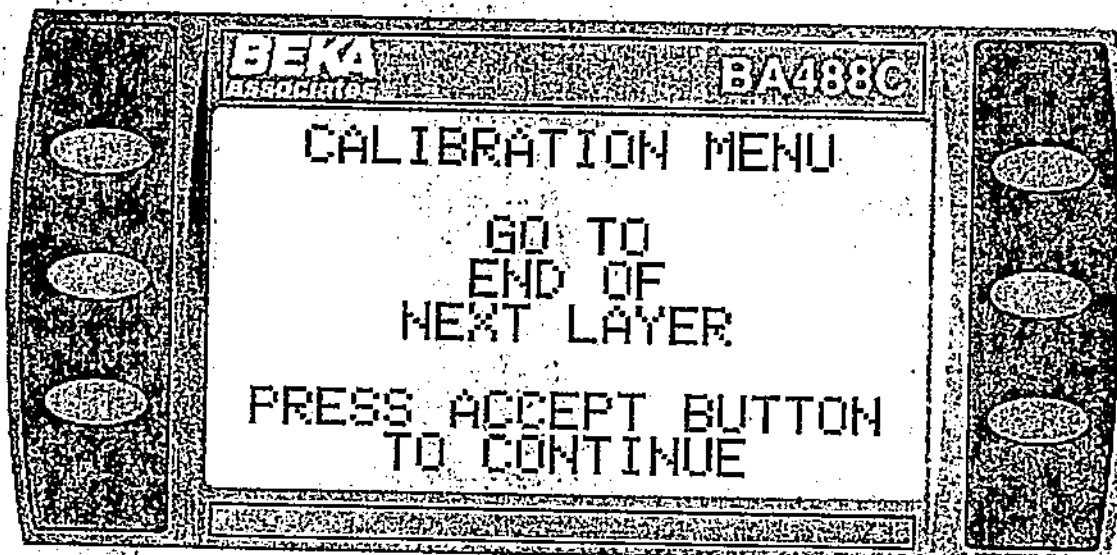 BEKA
ASSOCIATES
BA488C
CALIBRATION MENU
GO TO
END OF
NEXT LAYER
PRESS ACCEPT BUTTON
TO CONTINUE